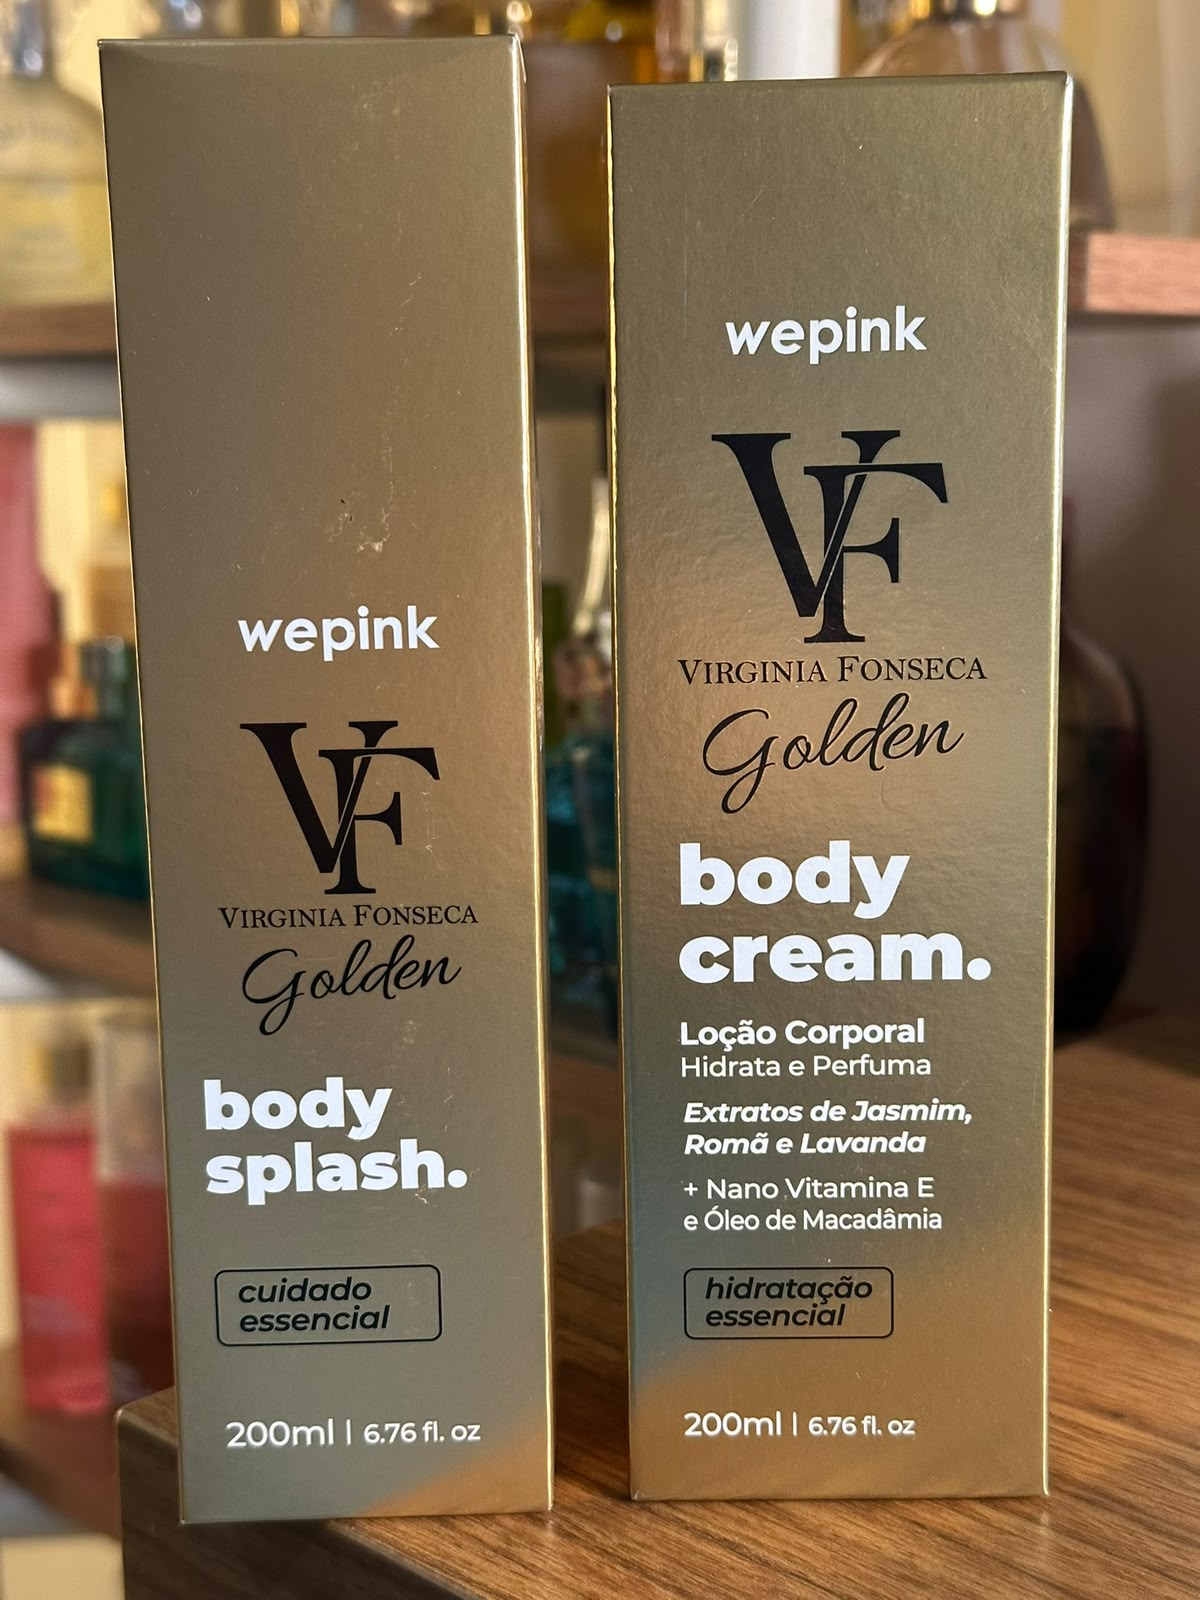 wepink
VF
VIRGINIA FONSECA
Golden
body
splash.
cuidado
essencial
200ml | 6.76 fl. oz
wepink
VF
VIRGINIA FONSECA
Golden
body
cream.
Loção Corporal
Hidrata e Perfuma
Extratos de Jasmim,
Romã e Lavanda
+ Nano Vitamina E
e Óleo de Macadâmia
hidratação
essencial
200ml | 6.76 fl. oz